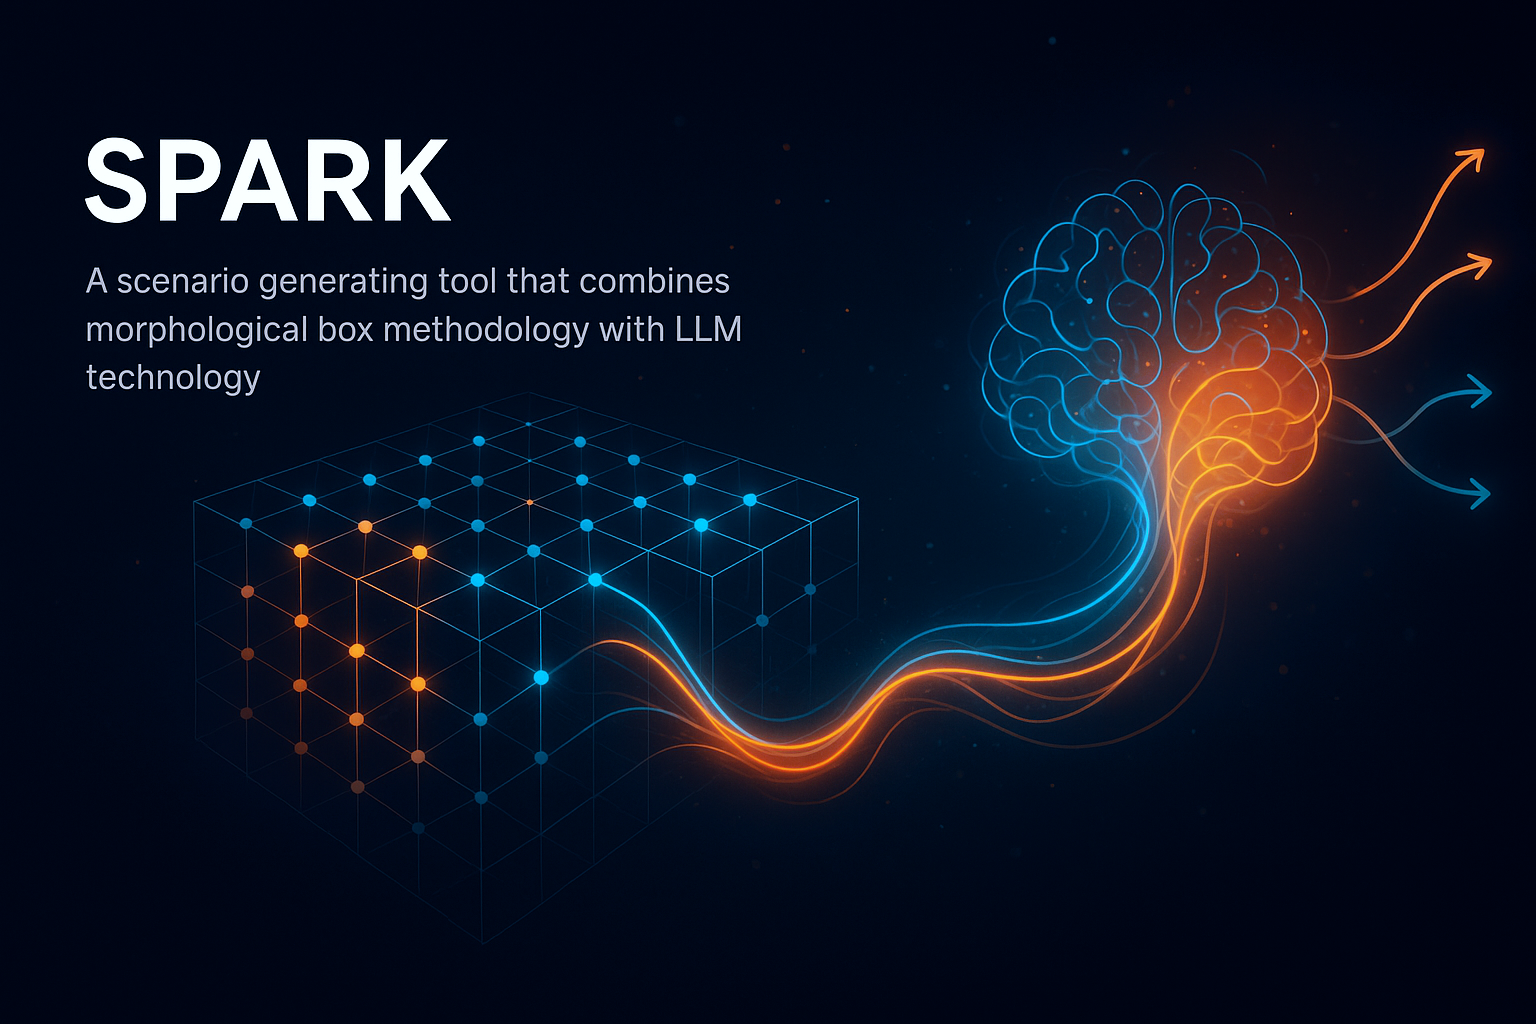 SPARK
A scenario generating tool that combines
morphological box methodology with LLM
technology